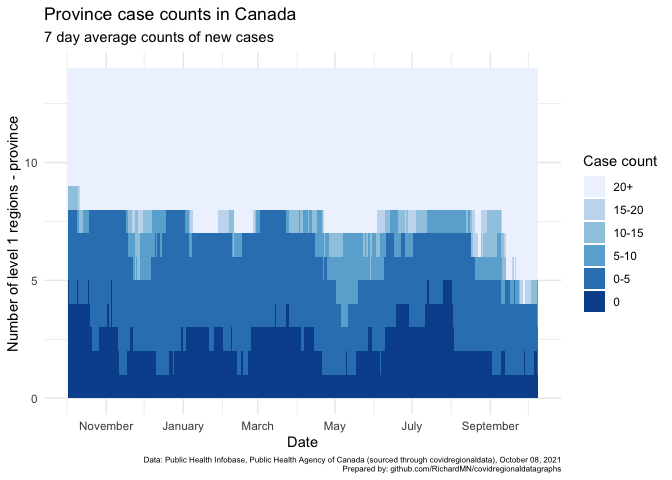 Province case counts in Canada
7 day average counts of new cases
Number of level 1 regions - province
10
5
0
November January March May July September
Date
Case count
20+
15-20
10-15
5-10
0-5
0
Data: Public Health Infobase, Public Health Agency of Canada (sourced through covidregionaldata), October 08, 2021
Prepared by: github.com/RichardMN/covidregionaldatagraphs